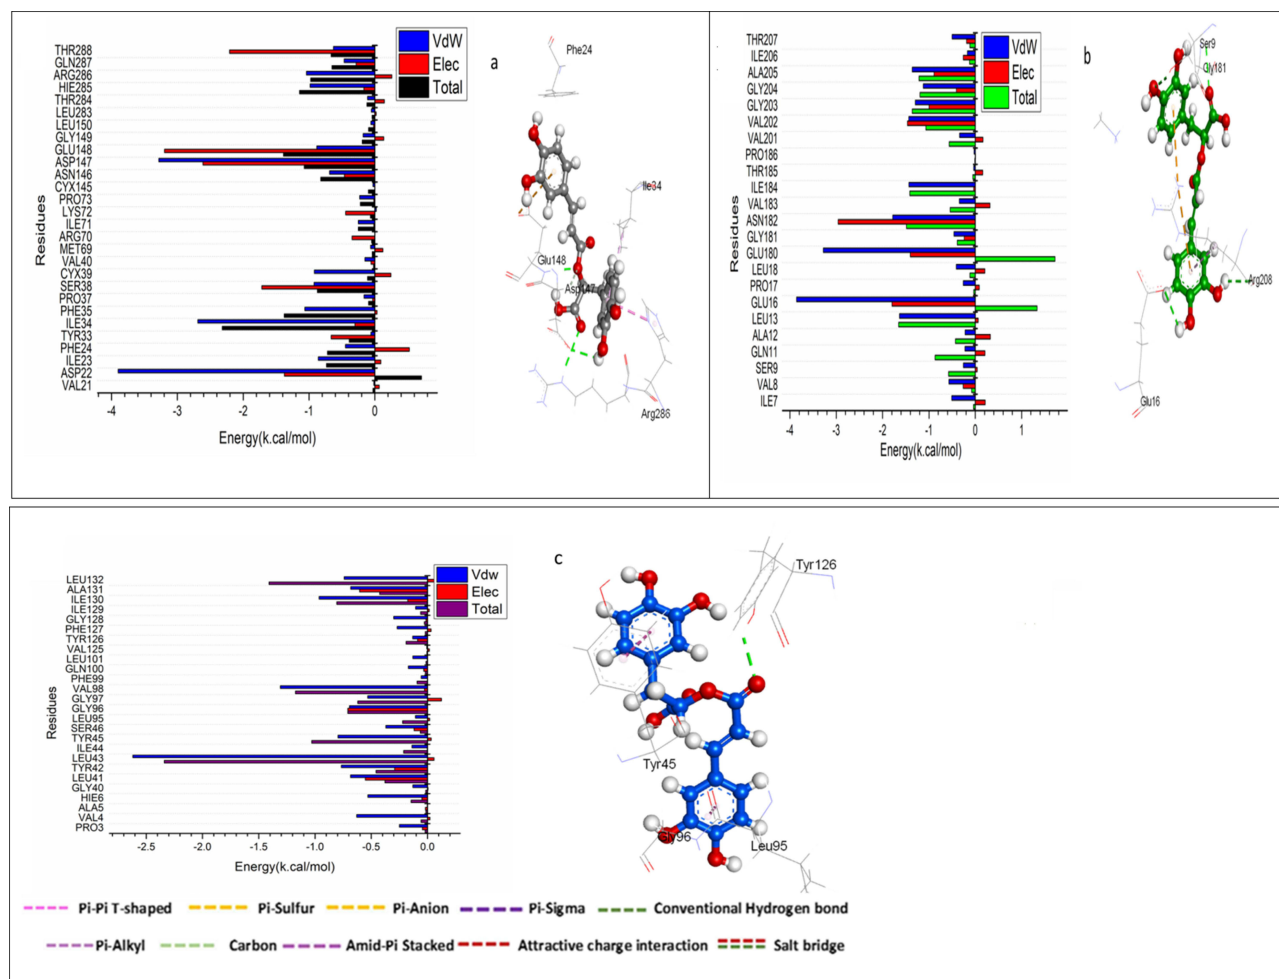 VdW
Elec
Total
a
Residues
THR288
GLN287
ARG286
HIE285
THR284
LEU283
LEU150
GLY149
GLU148
ASP147
ASN146
CYX145
PRO73
LYS72
ILE71
ARG70
MET69
VAL40
CYX39
SER38
PRO37
PHE35
ILE34
TYR33
PHE24
ILE23
ASP22
VAL21
-4 -3 -2 -1 0
Energy(k.cal/mol)
Phe24
Ile34
Glu148
Asp147
Arg286
VdW
Elec
Total
b
Residues
THR207
ILE206
ALA205
GLY204
GLY203
VAL202
VAL201
PRO186
THR185
ILE184
VAL183
ASN182
GLY181
GLU180
LEU18
PRO17
GLU16
LEU13
ALA12
GLN11
SER9
VAL8
ILE7
-4 -3 -2 -1 0 1
Energy(k.cal/mol)
Ser9
Gly181
Arg208
Glu16
Vdw
Elec
Total
c
Residues
LEU132
ALA131
ILE130
ILE129
GLY128
PHE127
TYR126
VAL125
LEU101
GLN100
PHE99
VAL98
GLY97
GLY96
LEU95
SER46
TYR45
ILE44
LEU43
TYR42
LEU41
GLY40
HIE6
ALA5
VAL4
PRO3
-2.5 -2.0 -1.5 -1.0 -0.5 0.0
Energy(k.cal/mol)
Tyr126
Tyr45
Gly96
Leu95
Pi-Pi T-shaped Pi-Sulfur Pi-Anion Pi-Sigma Conventional Hydrogen bond
Pi-Alkyl Carbon Amid-Pi Stacked Attractive charge interaction Salt bridge